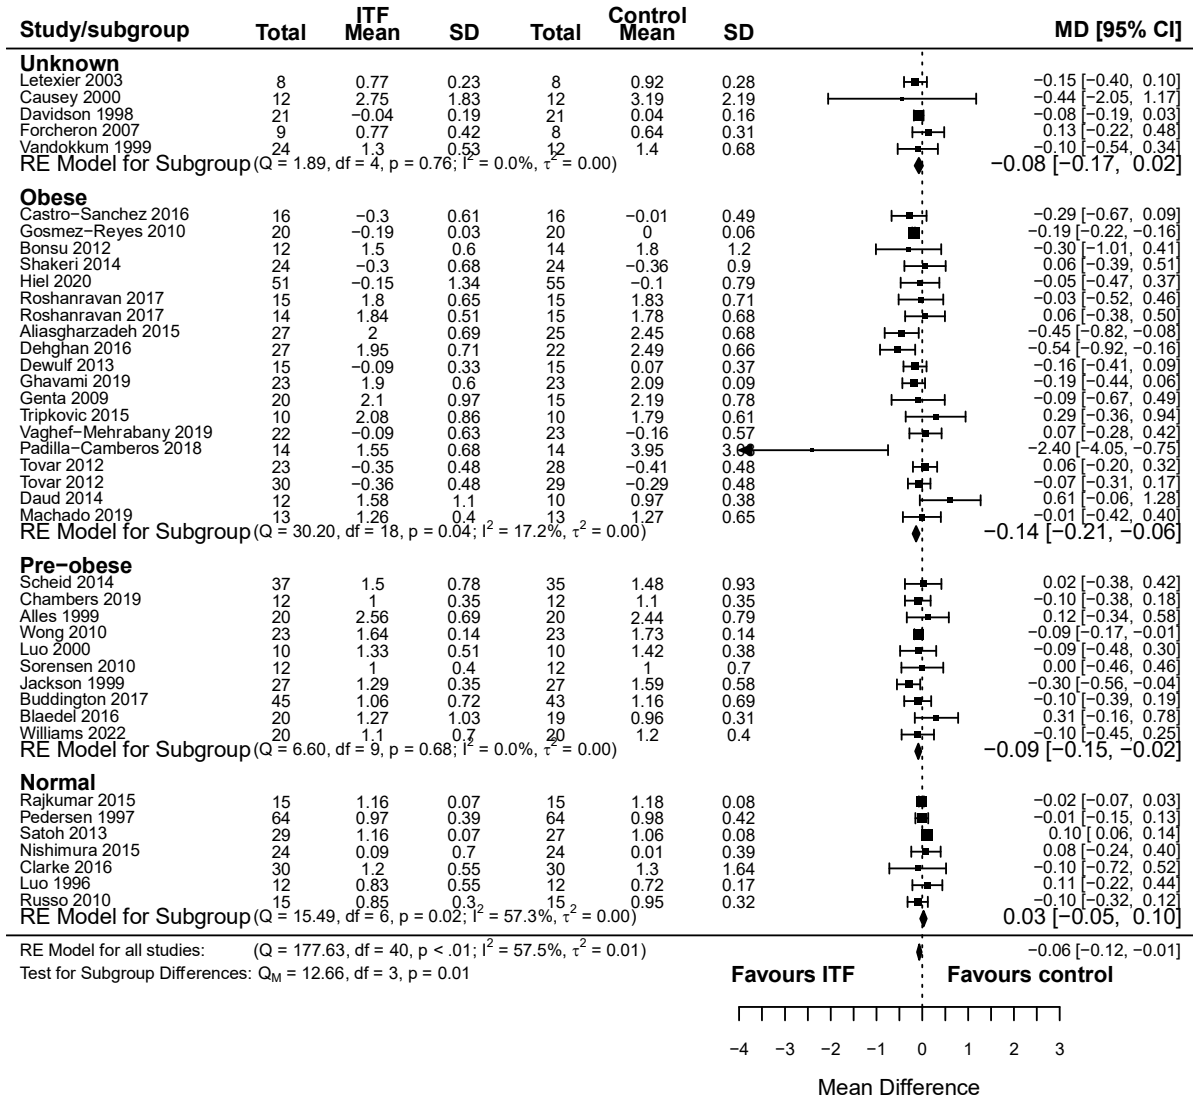 ITF Control
Study/subgroup Total Mean SD Total Mean SD MD [95% CI]
Unknown
Letexier 2003 8 0.77 0.23 8 0.92 0.28 −0.15 [−0.40, 0.10]
Causey 2000 12 2.75 1.83 12 3.19 2.19 −0.44 [−2.05, 1.17]
Davidson 1998 21 −0.04 0.19 21 0.04 0.16 −0.08 [−0.19, 0.03]
Forcheron 2007 9 0.77 0.42 8 0.64 0.31 0.13 [−0.22, 0.48]
Vandokkum 1999 24 1.3 0.53 12 1.4 0.68 −0.10 [−0.54, 0.34]
RE Model for Subgroup (Q = 1.89, df = 4, p = 0.76; I² = 0.0%, τ² = 0.00) −0.08 [−0.17, 0.02]
Obese
Castro−Sanchez 2016 16 −0.3 0.61 16 −0.01 0.49 −0.29 [−0.67, 0.09]
Gosmez−Reyes 2010 20 −0.19 0.03 20 0 0.06 −0.19 [−0.22, −0.16]
Bonsu 2012 12 1.5 0.6 14 1.8 1.2 −0.30 [−1.01, 0.41]
Shakeri 2014 24 −0.3 0.68 24 −0.36 0.9 0.06 [−0.39, 0.51]
Hiel 2020 51 −0.15 1.34 55 −0.1 0.79 −0.05 [−0.47, 0.37]
Roshanravan 2017 15 1.8 0.65 15 1.83 0.71 −0.03 [−0.52, 0.46]
Roshanravan 2017 14 1.84 0.51 15 1.78 0.68 0.06 [−0.38, 0.50]
Aliasgharzadeh 2015 27 2 0.69 25 2.45 0.68 −0.45 [−0.82, −0.08]
Dehghan 2016 27 1.95 0.71 22 2.49 0.66 −0.54 [−0.92, −0.16]
Dewulf 2013 15 −0.09 0.33 15 0.07 0.37 −0.16 [−0.41, 0.09]
Ghavami 2019 23 1.9 0.6 23 2.09 0.09 −0.19 [−0.44, 0.06]
Genta 2009 20 2.1 0.97 15 2.19 0.78 −0.09 [−0.67, 0.49]
Tripkovic 2015 10 2.08 0.86 10 1.79 0.61 0.29 [−0.36, 0.94]
Vaghef−Mehrabany 2019 22 −0.09 0.63 23 −0.16 0.57 0.07 [−0.28, 0.42]
Padilla−Camberos 2018 14 1.55 0.68 14 3.95 −2.40 [−4.05, −0.75]
Tovar 2012 23 −0.35 0.48 28 −0.41 0.48 0.06 [−0.20, 0.32]
Tovar 2012 30 −0.36 0.48 29 −0.29 0.48 −0.07 [−0.31, 0.17]
Daud 2014 12 1.58 1.1 10 0.97 0.38 0.61 [−0.06, 1.28]
Machado 2019 13 1.26 0.4 13 1.27 0.65 −0.01 [−0.42, 0.40]
RE Model for Subgroup (Q = 30.20, df = 18, p = 0.04; I² = 17.2%, τ² = 0.00) −0.14 [−0.21, −0.06]
Pre−obese
Scheid 2014 37 1.5 0.78 35 1.48 0.93 0.02 [−0.38, 0.42]
Chambers 2019 12 1 0.35 12 1.1 0.35 −0.10 [−0.38, 0.18]
Alles 1999 20 2.56 0.69 20 2.44 0.79 0.12 [−0.34, 0.58]
Wong 2010 23 1.64 0.14 23 1.73 0.14 −0.09 [−0.17, −0.01]
Luo 2000 10 1.33 0.51 10 1.42 0.38 −0.09 [−0.48, 0.30]
Sorensen 2010 12 1 0.4 12 1 0.7 0.00 [−0.46, 0.46]
Jackson 1999 27 1.29 0.35 27 1.59 0.58 −0.30 [−0.56, −0.04]
Buddington 2017 45 1.06 0.72 43 1.16 0.69 −0.10 [−0.39, 0.19]
Blaedel 2016 20 1.27 1.03 19 0.96 0.31 0.31 [−0.16, 0.78]
Williams 2022 20 1.1 0.7 20 1.2 0.4 −0.10 [−0.45, 0.25]
RE Model for Subgroup (Q = 6.60, df = 9, p = 0.68; I² = 0.0%, τ² = 0.00) −0.09 [−0.15, −0.02]
Normal
Rajkumar 2015 15 1.16 0.07 15 1.18 0.08 −0.02 [−0.07, 0.03]
Pedersen 1997 64 0.97 0.39 64 0.98 0.42 −0.01 [−0.15, 0.13]
Satoh 2013 29 1.16 0.07 27 1.06 0.08 0.10 [ 0.06, 0.14]
Nishimura 2015 24 0.09 0.7 24 0.01 0.39 0.08 [−0.24, 0.40]
Clarke 2016 30 1.2 0.55 30 1.3 1.64 −0.10 [−0.72, 0.52]
Luo 1996 12 0.83 0.55 12 0.72 0.17 0.11 [−0.22, 0.44]
Russo 2010 15 0.85 0.3 15 0.95 0.32 −0.10 [−0.32, 0.12]
RE Model for Subgroup (Q = 15.49, df = 6, p = 0.02; I² = 57.3%, τ² = 0.00) 0.03 [−0.05, 0.10]
RE Model for all studies: (Q = 177.63, df = 40, p <.01; I² = 57.5%, τ² = 0.01) −0.06 [−0.12, −0.01]
Test for Subgroup Differences: Q_M = 12.66, df = 3, p = 0.01
Favours ITF Favours control
−4 −3 −2 −1 0 1 2 3
Mean Difference